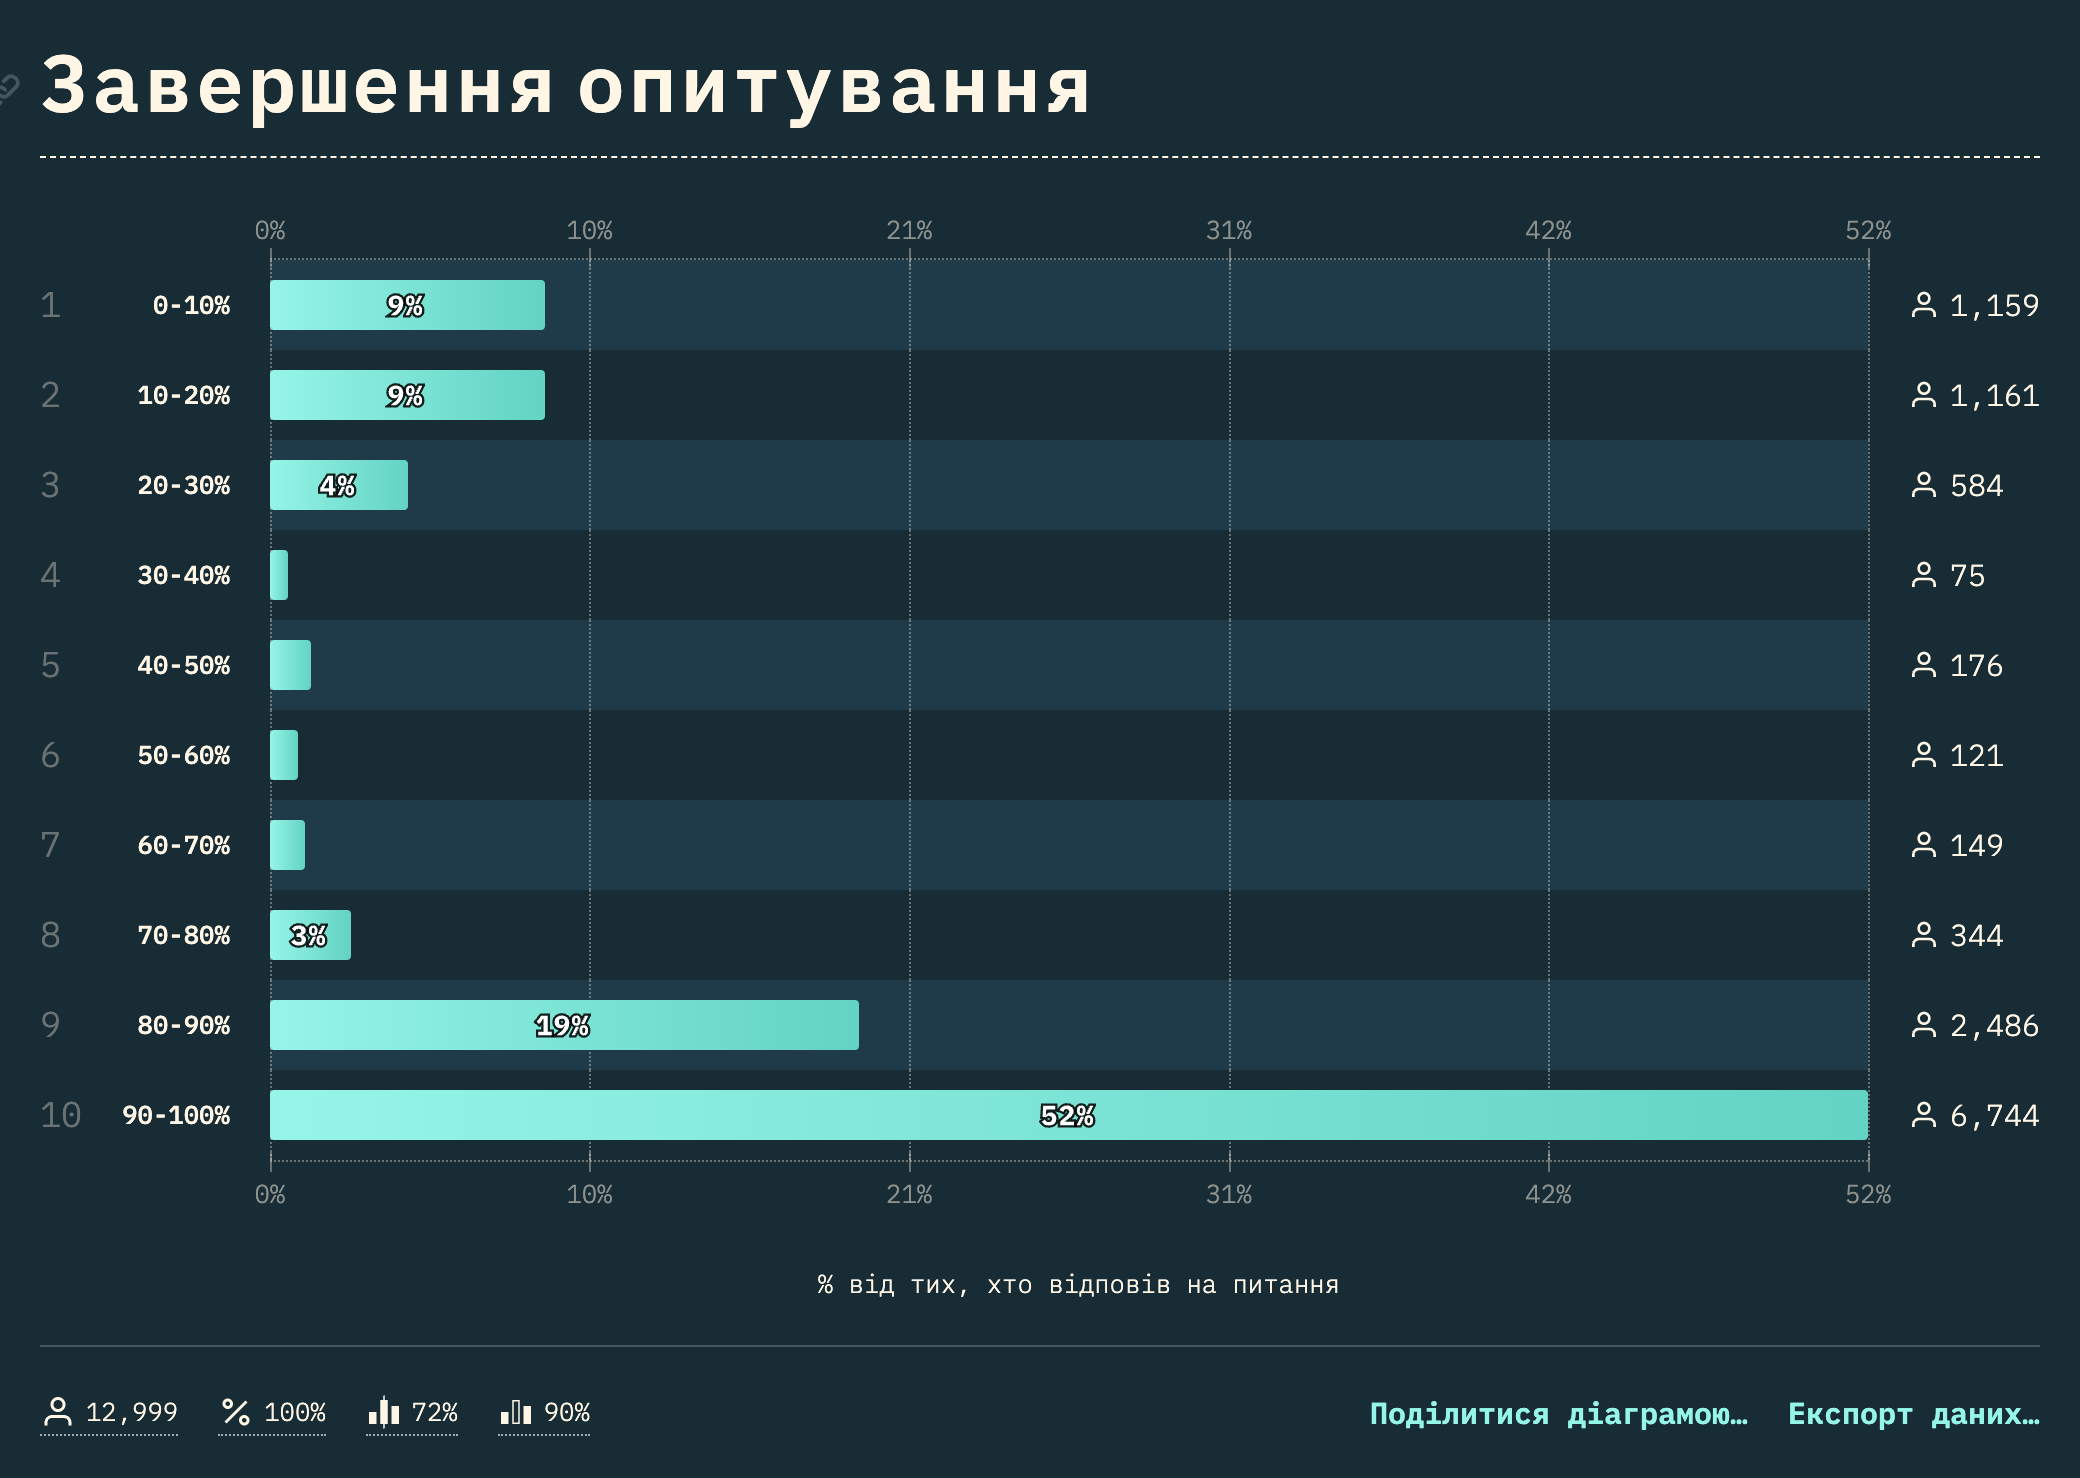 Завершення опитування
0% 10% 21% 31% 42% 52%
1 0-10% 9% 1,159
2 10-20% 9% 1,161
3 20-30% 4% 584
4 30-40% 75
5 40-50% 176
6 50-60% 121
7 60-70% 149
8 70-80% 3% 344
9 80-90% 19% 2,486
10 90-100% 52% 6,744
0% 10% 21% 31% 42% 52%
% від тих, хто відповів на питання
12,999 100% 72% 90% Поділитися діаграмою… Експорт даних…